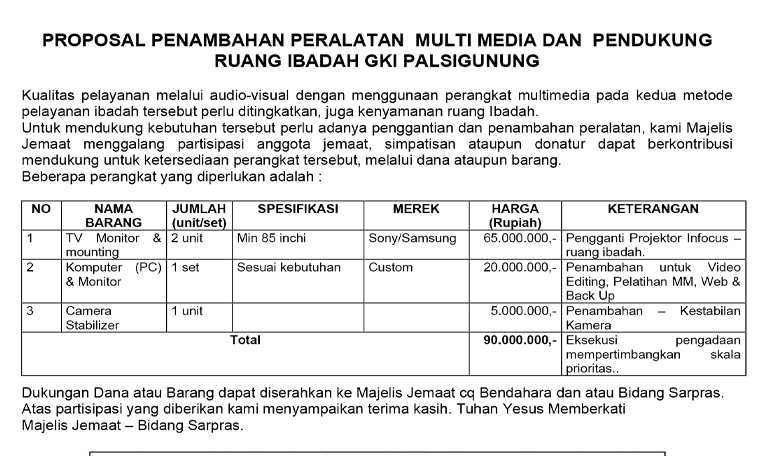 PROPOSAL PENAMBAHAN PERALATAN MULTI MEDIA DAN PENDUKUNG
RUANG IBADAH GKI PALSIGUNUNG
Kualitas pelayanan melalui audio-visual dengan menggunaan perangkat multimedia pada kedua metode
pelayanan ibadah tersebut perlu ditingkatkan, juga kenyamanan ruang Ibadah.
Untuk mendukung kebutuhan tersebut perlu adanya penggantian dan penambahan peralatan, kami Majelis
Jemaat menggalang partisipasi anggota jemaat, simpatisan ataupun donatur dapat berkontribusi
mendukung untuk ketersediaan perangkat tersebut, melalui dana ataupun barang.
Beberapa perangkat yang diperlukan adalah :
NO NAMA BARANG JUMLAH (unit/set) SPESIFIKASI MEREK HARGA (Rupiah) KETERANGAN
1 TV Monitor & mounting 2 unit Min 85 inchi Sony/Samsung 65.000.000,- Pengganti Projektor Infocus – ruang ibadah.
2 Komputer (PC) & Monitor 1 set Sesuai kebutuhan Custom 20.000.000,- Penambahan untuk Video Editing, Pelatihan MM, Web & Back Up
3 Camera Stabilizer 1 unit 5.000.000,- Penambahan – Kestabilan Kamera
Total 90.000.000,- Eksekusi pengadaan mempertimbangkan skala prioritas..
Dukungan Dana atau Barang dapat diserahkan ke Majelis Jemaat cq Bendahara dan atau Bidang Sarpras.
Atas partisipasi yang diberikan kami menyampaikan terima kasih. Tuhan Yesus Memberkati
Majelis Jemaat – Bidang Sarpras.